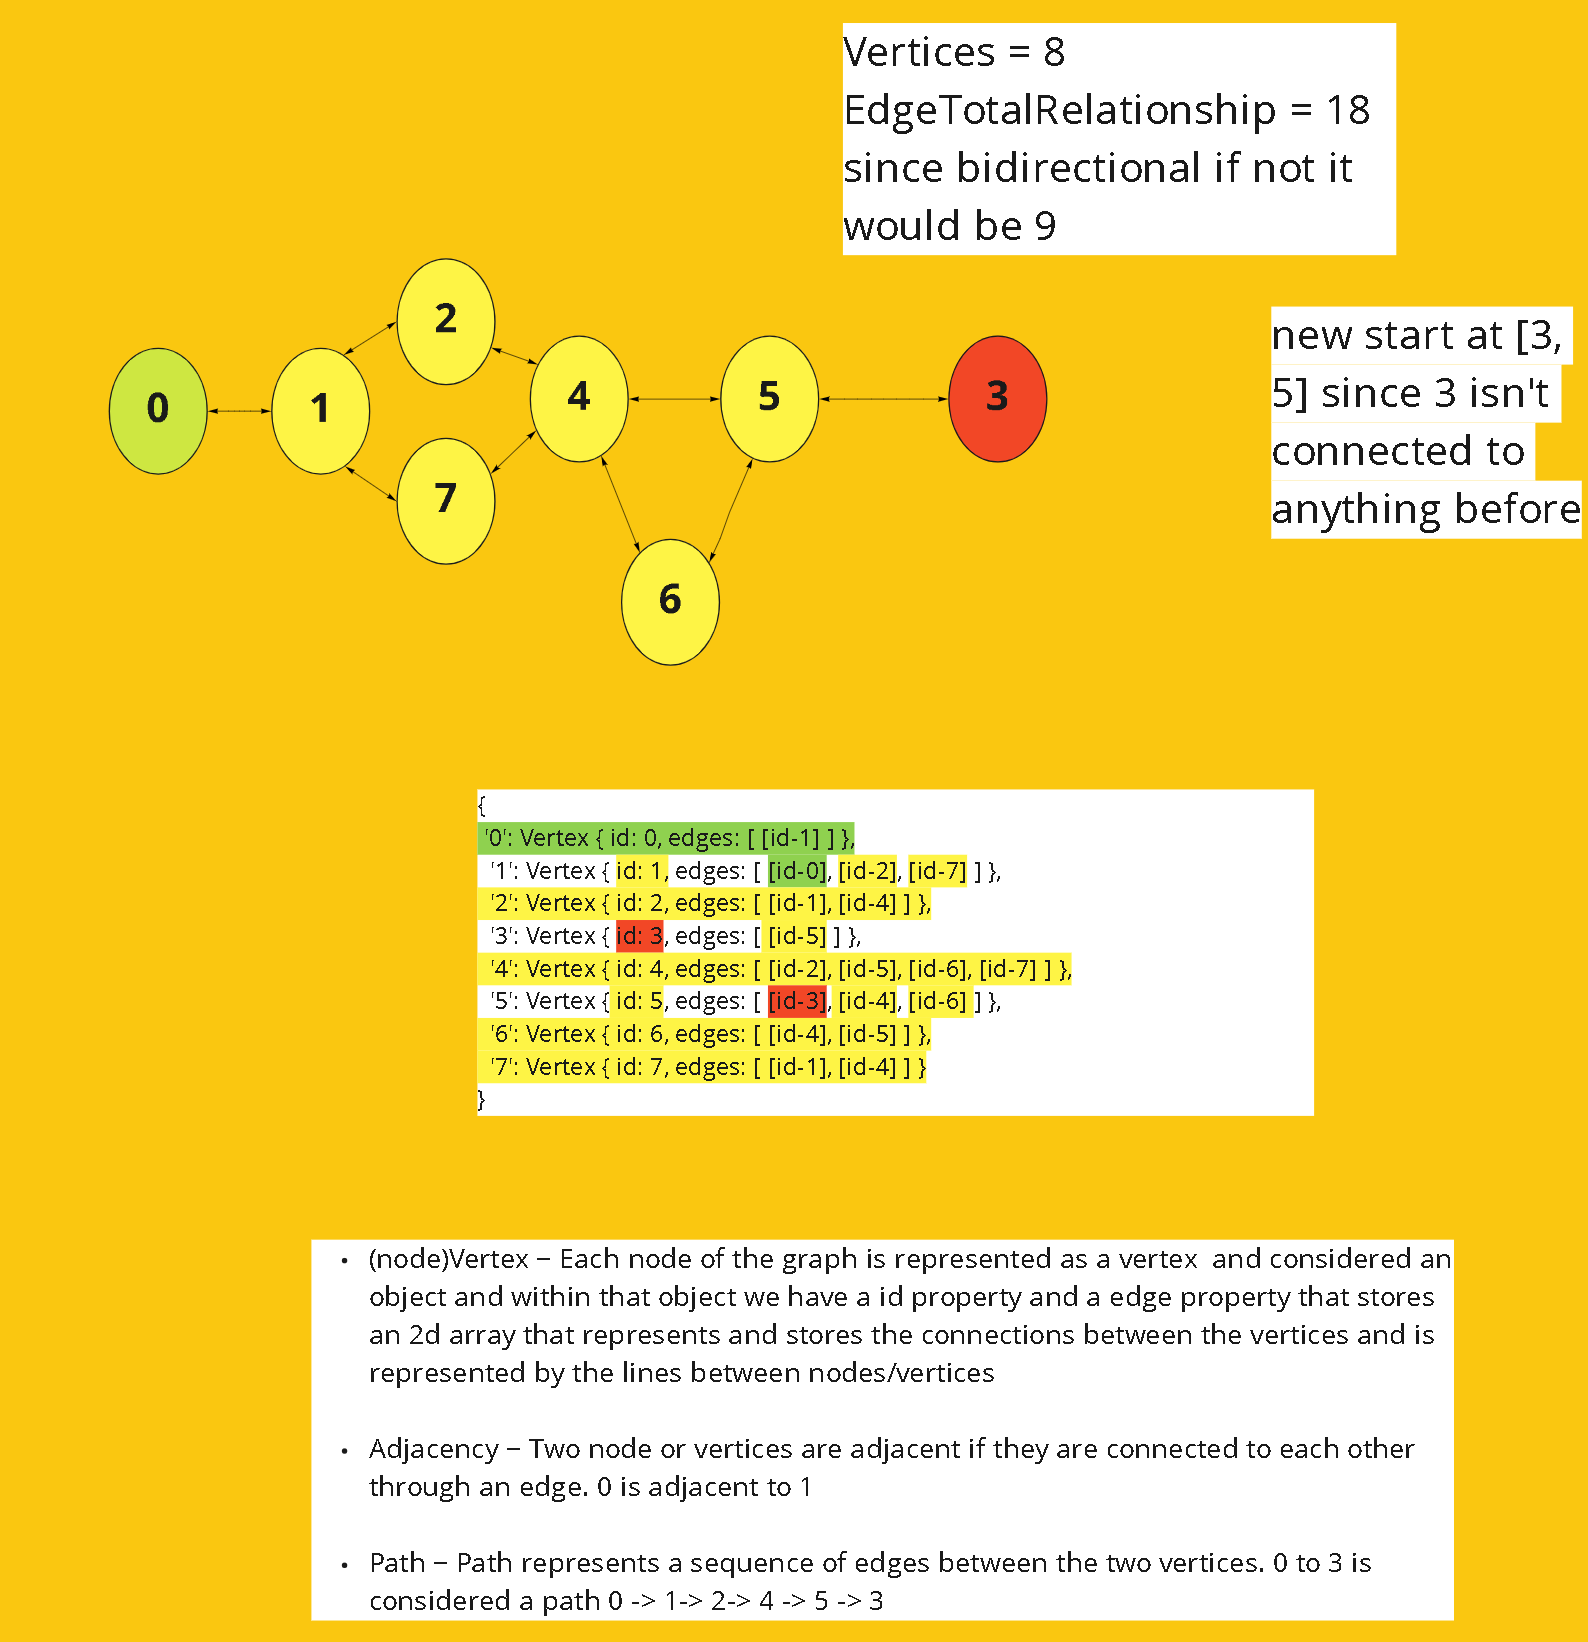 Vertices = 8
EdgeTotalRelationship = 18
since bidirectional if not it
would be 9
new start at [3,
5] since 3 isn't
connected to
anything before
2
0
1
4
5
3
7
6
{
'0': Vertex { id: 0, edges: [ [id-1] ] },
'1': Vertex { id: 1, edges: [ [id-0], [id-2], [id-7] ] },
'2': Vertex { id: 2, edges: [ [id-1], [id-4] ] },
'3': Vertex { id: 3, edges: [ [id-5] ] },
'4': Vertex { id: 4, edges: [ [id-2], [id-5], [id-6], [id-7] ] },
'5': Vertex { id: 5, edges: [ [id-3], [id-4], [id-6] ] },
'6': Vertex { id: 6, edges: [ [id-4], [id-5] ] },
'7': Vertex { id: 7, edges: [ [id-1], [id-4] ] }
}
• (node)Vertex − Each node of the graph is represented as a vertex and considered an
object and within that object we have a id property and a edge property that stores
an 2d array that represents and stores the connections between the vertices and is
represented by the lines between nodes/vertices
• Adjacency − Two node or vertices are adjacent if they are connected to each other
through an edge. 0 is adjacent to 1
• Path − Path represents a sequence of edges between the two vertices. 0 to 3 is
considered a path 0 -> 1-> 2-> 4 -> 5 -> 3